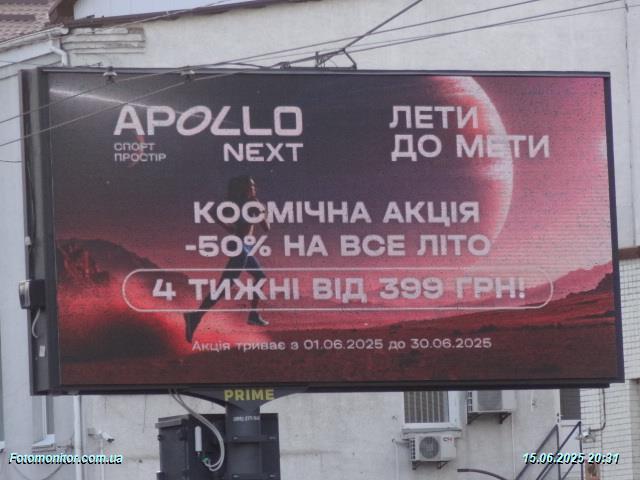 APOLLO
СПОРТ
ПРОСТІР
NEXT
ЛЕТИ
ДО МЕТИ
КОСМІЧНА АКЦІЯ
-50% НА ВСЕ ЛІТО
4 ТИЖНІ ВІД 399 ГРН!
Акція триває з 01.06.2025 до 30.06.2025
PRIME
Fotomonitor.com.ua
15.06.2025 20:31